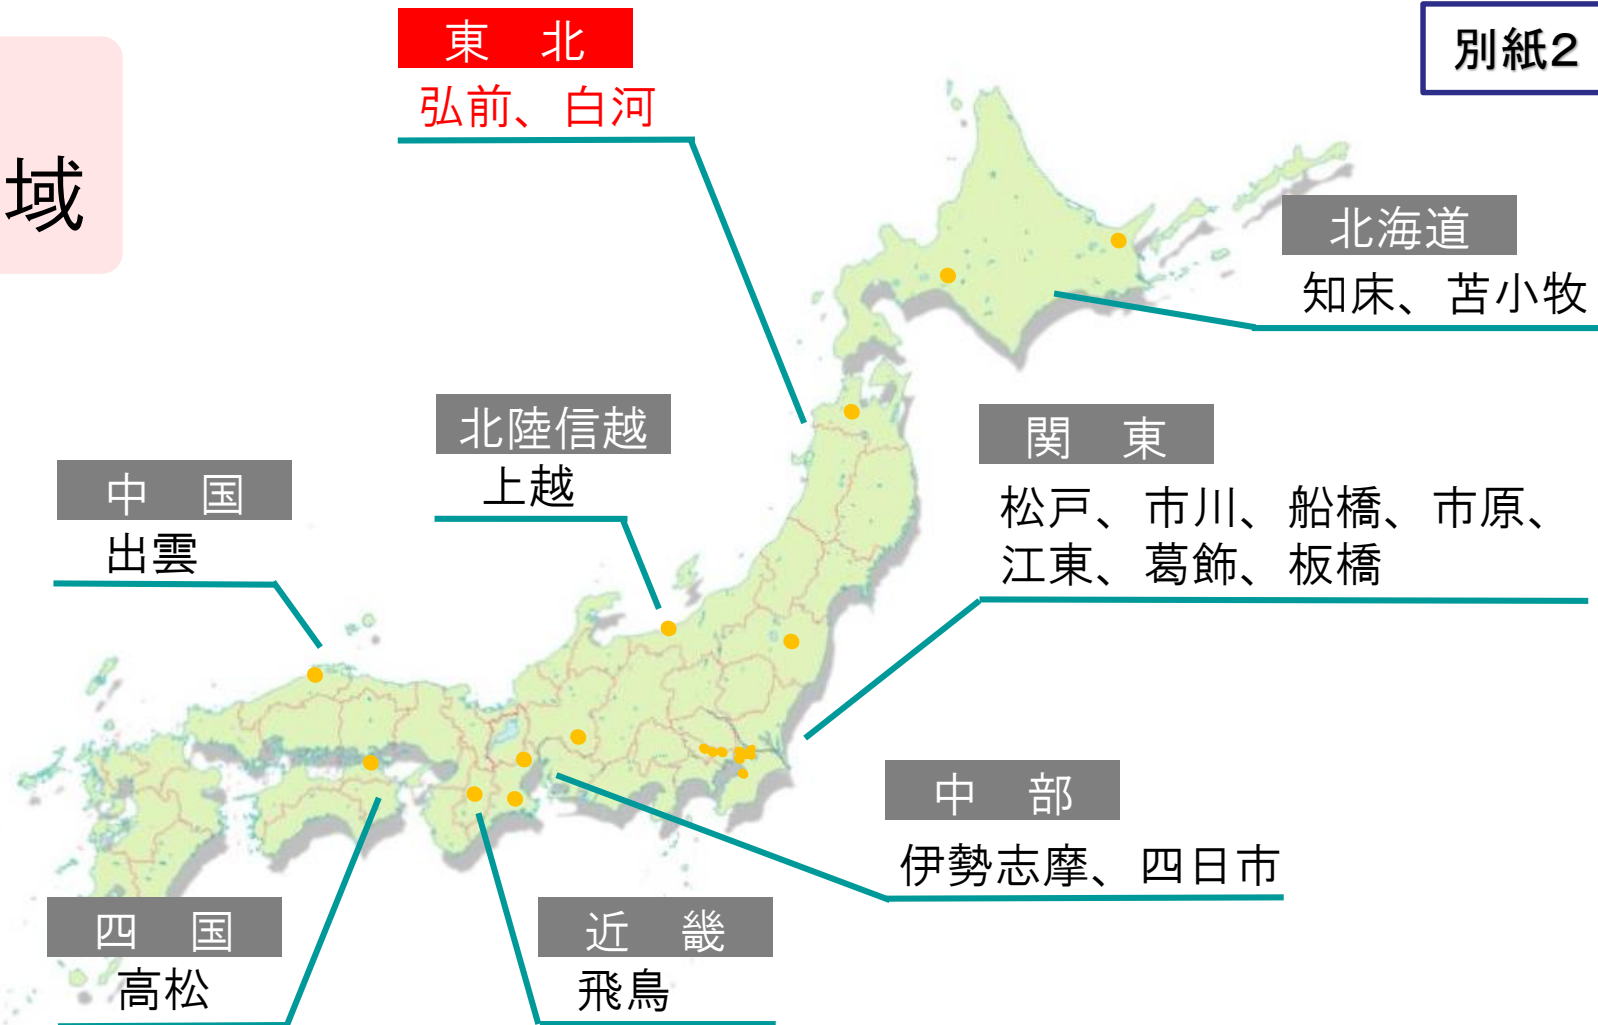 別紙2
域
東　北
弘前、白河
北海道
知床、苫小牧
北陸信越
上越
関　東
松戸、市川、船橋、市原、
江東、葛飾、板橋
中　国
出雲
中　部
伊勢志摩、四日市
四　国
高松
近　畿
飛鳥